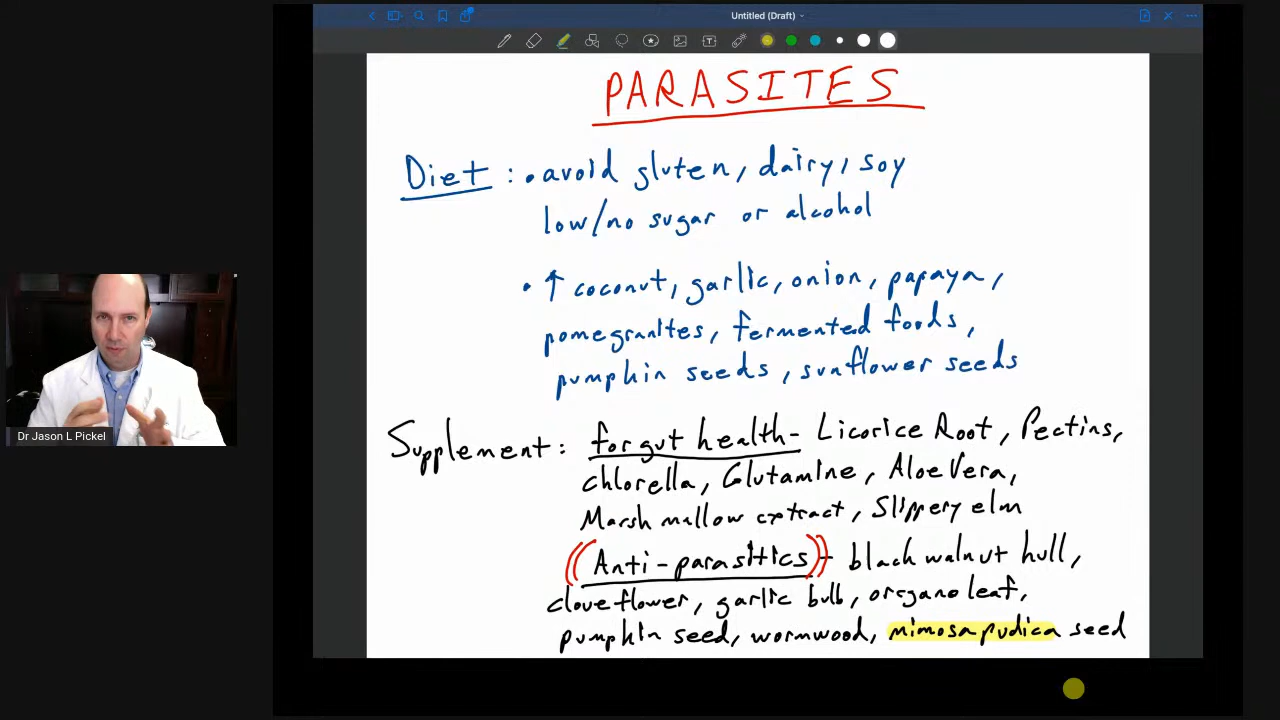 Untitled (Draft)
PARASITES
Diet : • avoid gluten, dairy, soy
low/no sugar or alcohol
• ↑ coconut, garlic, onion, papaya,
pomegranites, fermented foods,
pumpkin seeds, sunflower seeds
Supplement: for gut health- Licorice Root, Pectins,
chlorella, Glutamine, Aloe Vera,
Marshmallow extract, Slippery elm
((Anti-parasitics))- black walnut hull,
clove flower, garlic bulb, oregano leaf,
pumpkin seed, wormwood, mimosa pudica seed
Dr Jason L Pickel